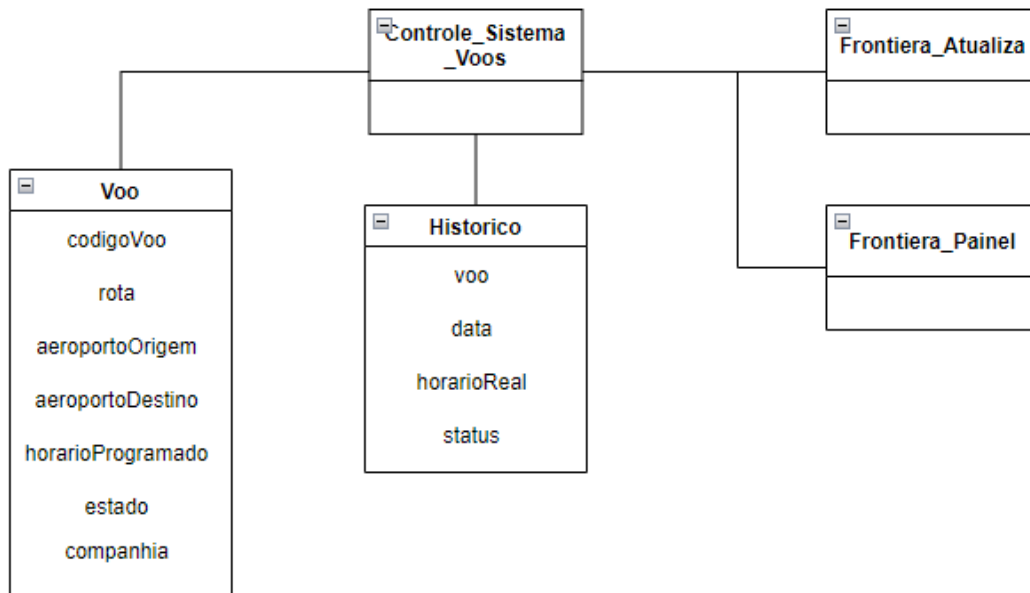 Controle_Sistema
_Voos
Frontiera_Atualiza
Voo
codigoVoo
rota
aeroportoOrigem
aeroportoDestino
horarioProgramado
estado
companhia
Historico
voo
data
horarioReal
status
Frontiera_Painel